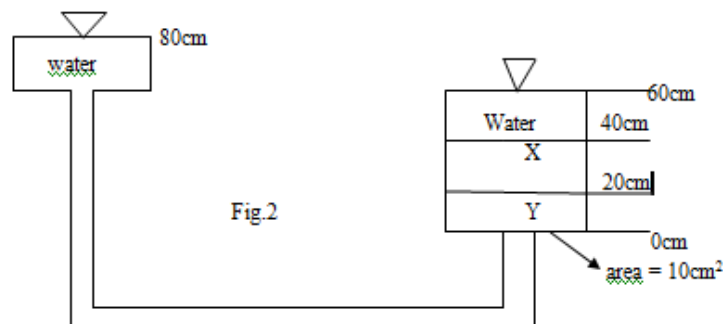 80cm
water
60cm
Water
40cm
X
20cm
Fig.2
Y
0cm
area = 10cm²